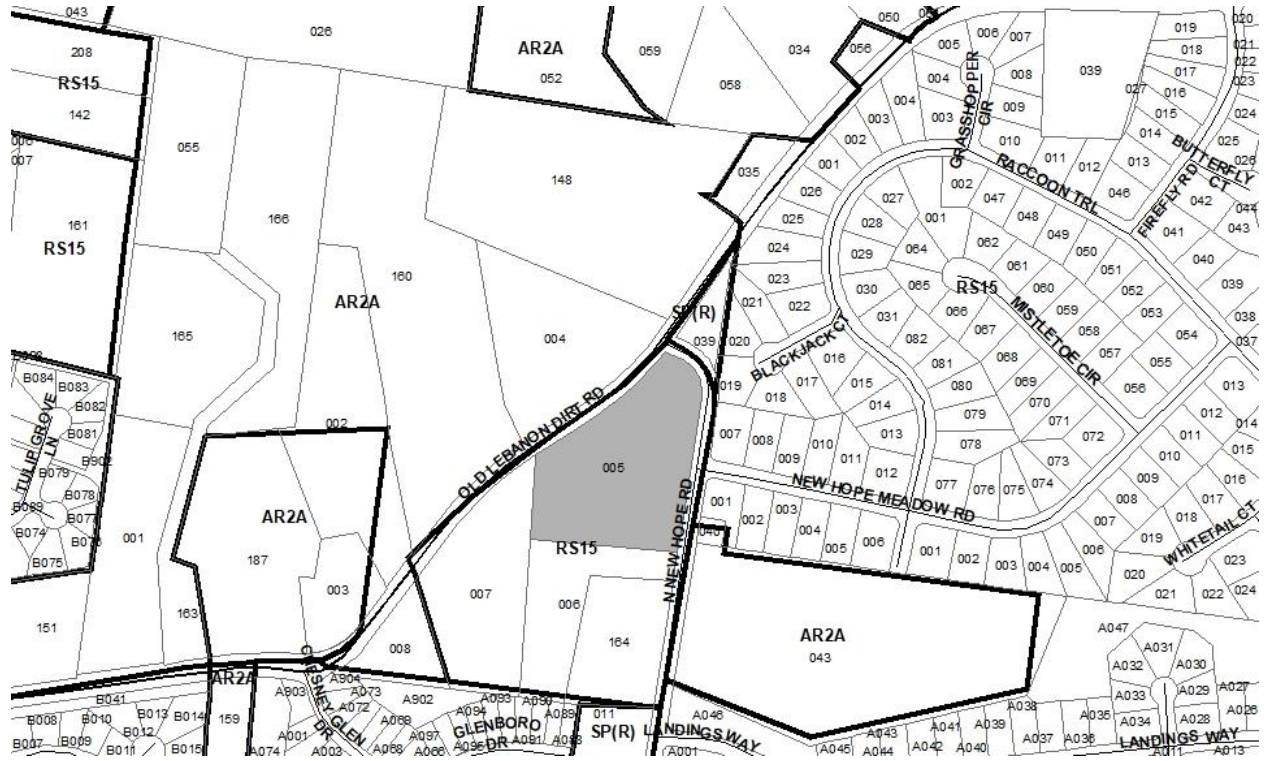 043
026
AR2A
052
059
034
050
056
058
208
RS15
142
007
161
RS15
055
166
148
035
165
160
AR2A
004
002
SP(R)
039
005
OLD LEBANON DIRT RD
N NEW HOPE RD
RS15
AR2A
187
003
163
001
151
007
006
164
008
TULIP GROVE LN
B084
B083
B082
B081
B902
B079
B078
B077
B074
B075
AR2A
159
B041
B008
B010
B013
B014
B007
B009
B011
B015
CHESNEY GLEN DR
A903
A904
A073
A072
A902
A001
A069
A097
A074
A068
A066
A094
A093
A089
A091
GLENBORO DR
011
SP(R)
LANDINGS WAY
A046
A001
AR2A
043
A045
A043
A044
A041
A042
A039
A040
A038
A037
A035
A036
A047
A032
A031
A030
A033
A029
A027
A034
A028
A026
LANDINGS WAY
A011
A013
GRASSHOPPER CIR
005
006
007
004
008
003
009
010
004
003
002
001
026
025
024
023
022
021
020
019
039
019
018
017
016
027
015
014
013
011
012
046
020
021
022
023
024
025
026
BUTTERFLY CT
FIREFLY RD
RACCOON TRL
042
044
043
041
040
039
038
037
027
028
029
030
031
001
002
047
048
049
050
051
052
053
054
055
056
057
058
059
060
061
062
064
065
066
067
068
069
070
071
072
073
074
075
076
077
078
079
080
081
082
RS15
MISTLETOE CIR
BLACKJACK CT
016
017
018
015
014
013
012
011
010
009
008
007
NEW HOPE MEADOW RD
001
002
003
004
005
006
001
002
003
004
005
006
007
008
009
010
011
012
013
014
015
016
017
018
019
020
021
022
023
024
WHITETAIL CT